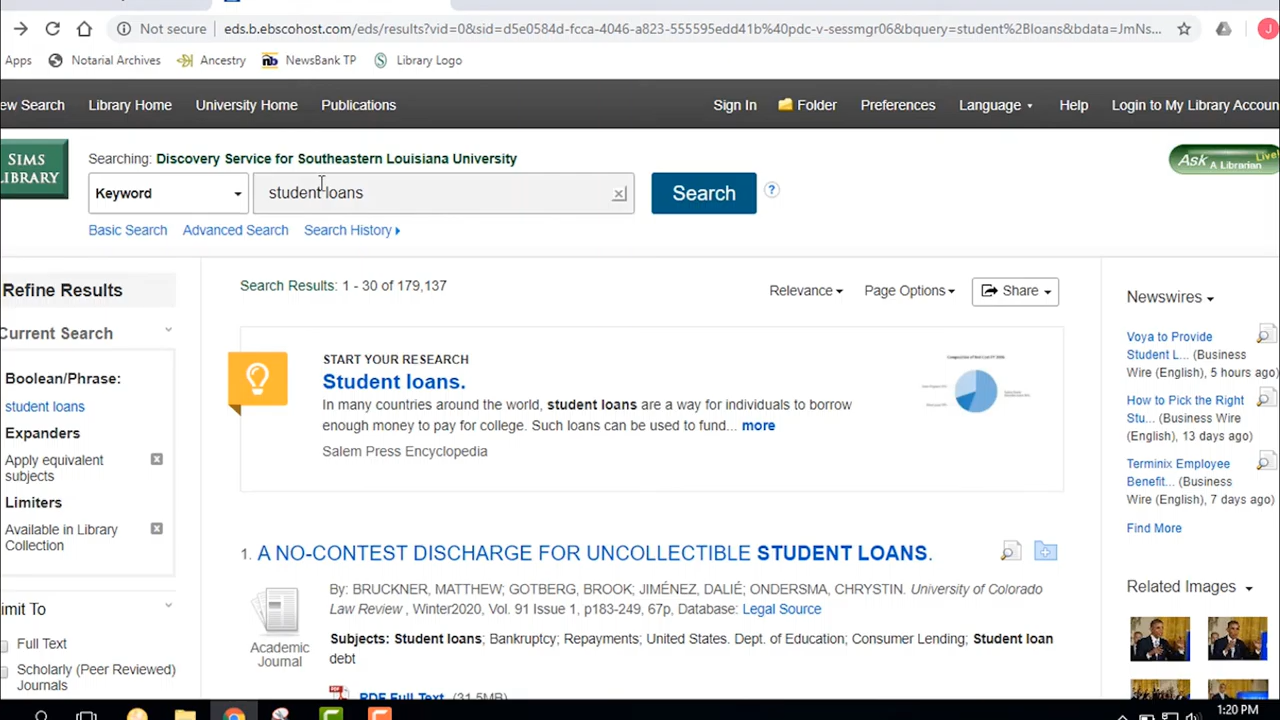 Not secure
eds.b.ebscohost.com/eds/results?vid=0&sid=d5e0584d-fcca-4046-a823-555595edd41b%40pdc-v-sessmgr06&bquery=student%2Bloans&bdata=JmNs...
J
Apps
Notarial Archives
Ancestry
nb
NewsBank TP
Library Logo
ew Search
Library Home
University Home
Publications
Sign In
Folder
Preferences
Language
Help
Login to My Library Accoun
SIMS
LIBRARY
Searching: Discovery Service for Southeastern Louisiana University
Keyword
student loans
Search
?
Ask A Librarian Live!
Basic Search
Advanced Search
Search History
Refine Results
Current Search
Boolean/Phrase:
student loans
Expanders
Apply equivalent
subjects
Limiters
Available in Library
Collection
imit To
Full Text
Scholarly (Peer Reviewed)
Journals
Search Results: 1 - 30 of 179,137
Relevance
Page Options
Share
START YOUR RESEARCH
Student loans.
In many countries around the world, student loans are a way for individuals to borrow
enough money to pay for college. Such loans can be used to fund... more
Salem Press Encyclopedia
1. A NO-CONTEST DISCHARGE FOR UNCOLLECTIBLE STUDENT LOANS.
By: BRUCKNER, MATTHEW; GOTBERG, BROOK; JIMÉNEZ, DALIÉ; ONDERSMA, CHRYSTIN. University of Colorado
Law Review , Winter2020, Vol. 91 Issue 1, p183-249, 67p, Database: Legal Source
Academic
Journal
Subjects: Student loans; Bankruptcy; Repayments; United States. Dept. of Education; Consumer Lending; Student loan
debt
PDF Full Text (31.5MB)
Newswires
Voya to Provide
Student L... (Business
Wire (English), 5 hours ago)
How to Pick the Right
Stu... (Business Wire
(English), 13 days ago)
Terminix Employee
Benefit... (Business
Wire (English), 7 days ago)
Find More
Related Images
1:20 PM